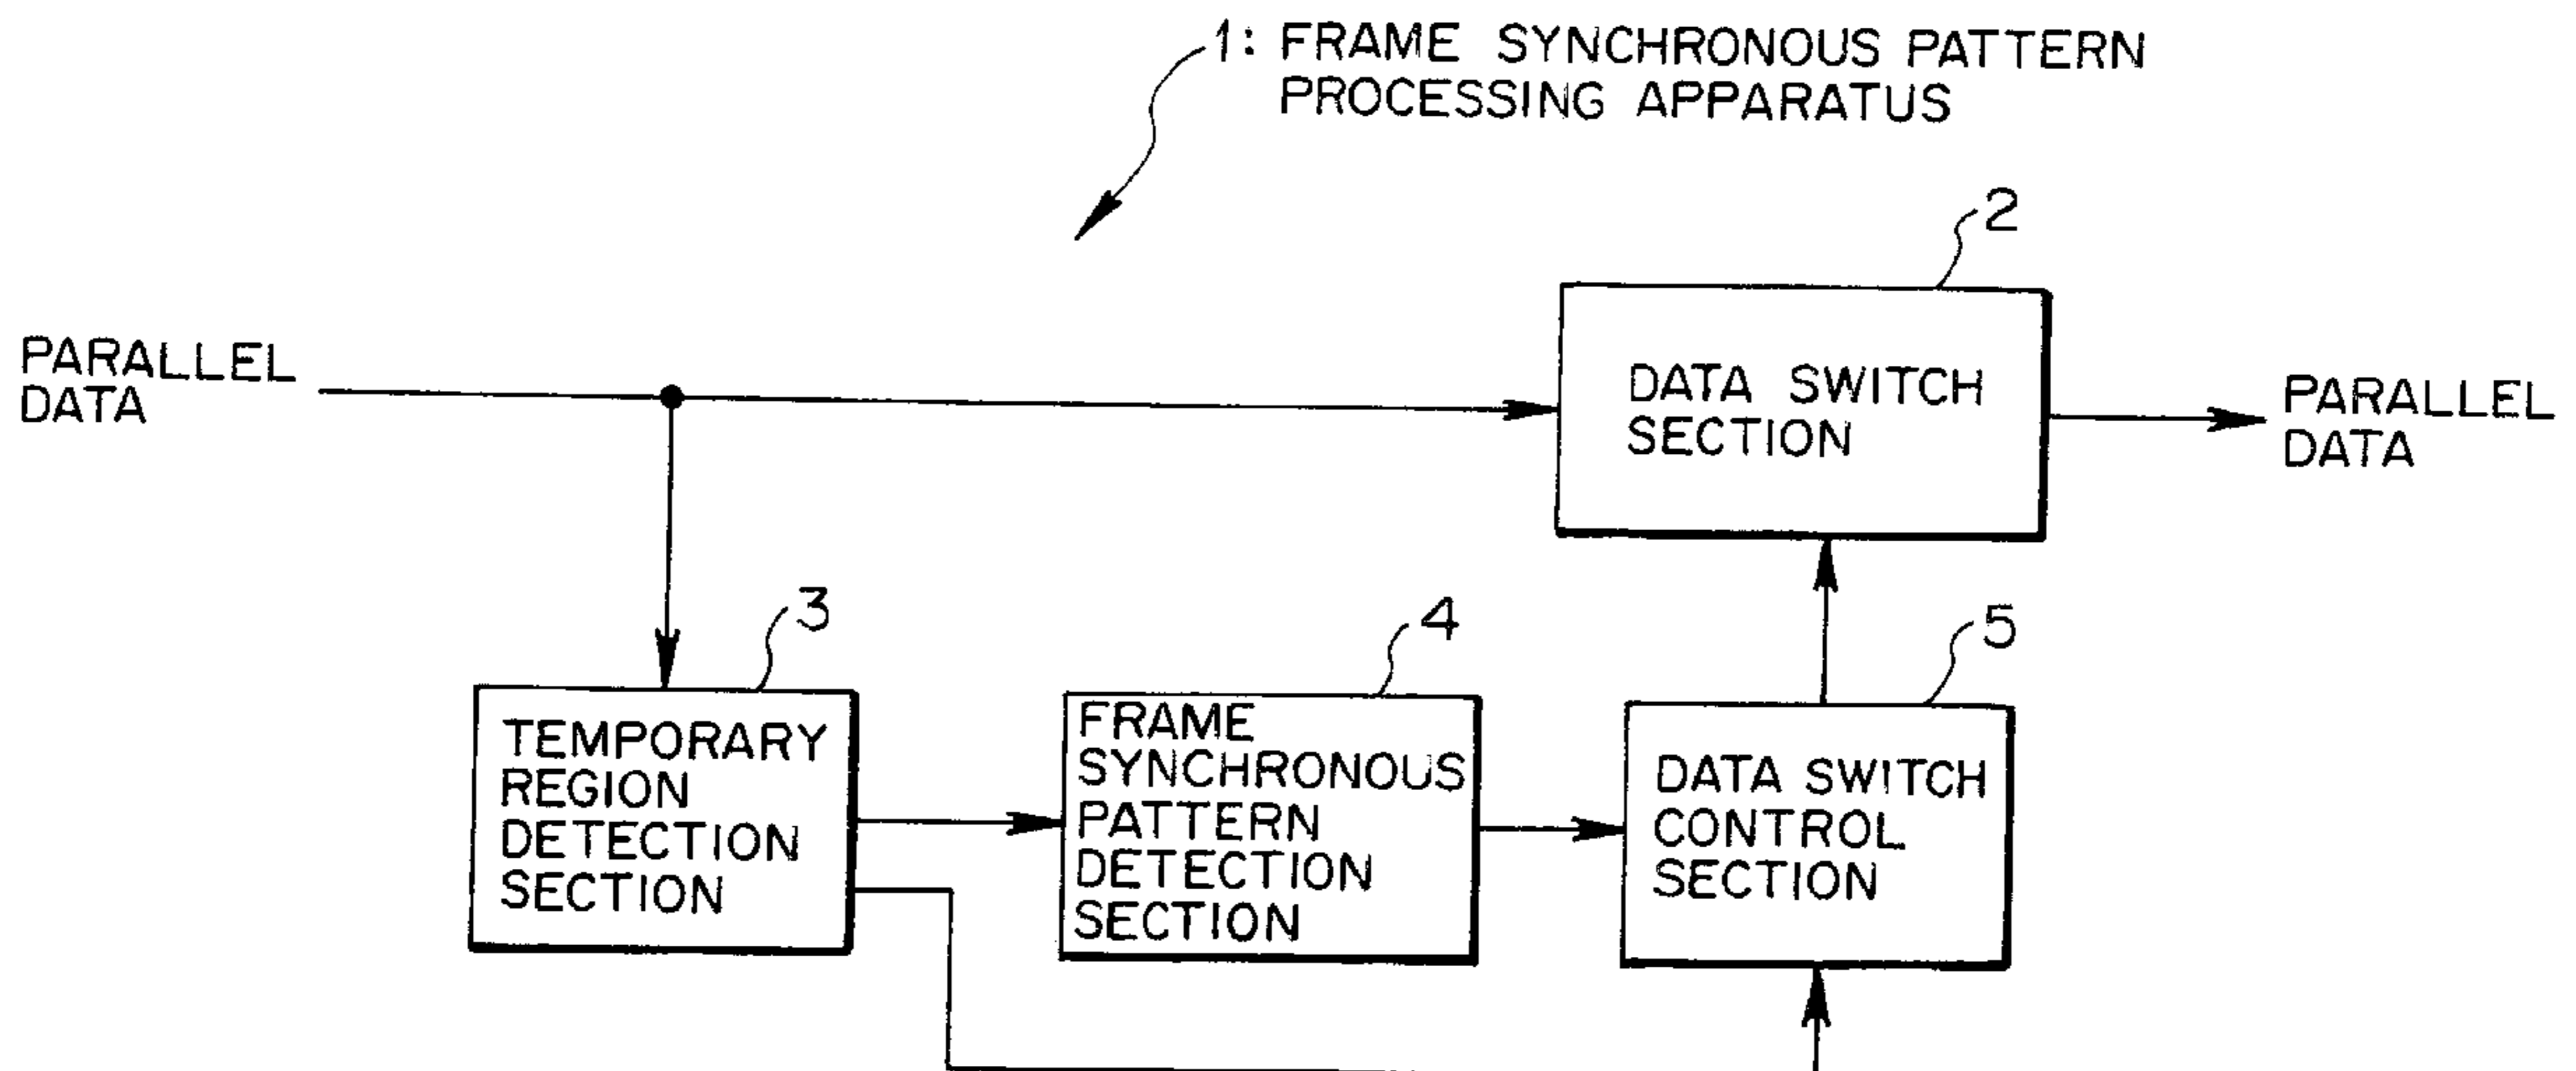 1: FRAME SYNCHRONOUS PATTERN
PROCESSING APPARATUS
2
PARALLEL
DATA
DATA SWITCH
SECTION
PARALLEL
DATA
3
4
5
TEMPORARY
REGION
DETECTION
SECTION
FRAME
SYNCHRONOUS
PATTERN
DETECTION
SECTION
DATA SWITCH
CONTROL
SECTION